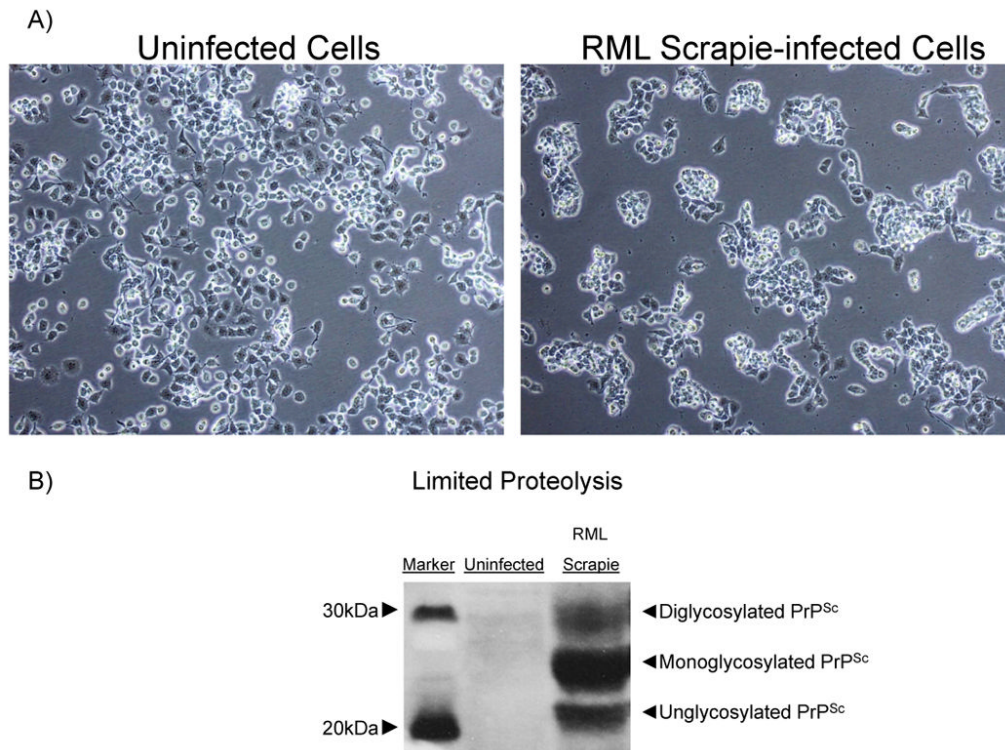 A)
Uninfected Cells
RML Scrapie-infected Cells
B)
Limited Proteolysis
RML
Marker Uninfected Scrapie
30kDa
Diglycosylated PrPSc
Monoglycosylated PrPSc
20kDa
Unglycosylated PrPSc